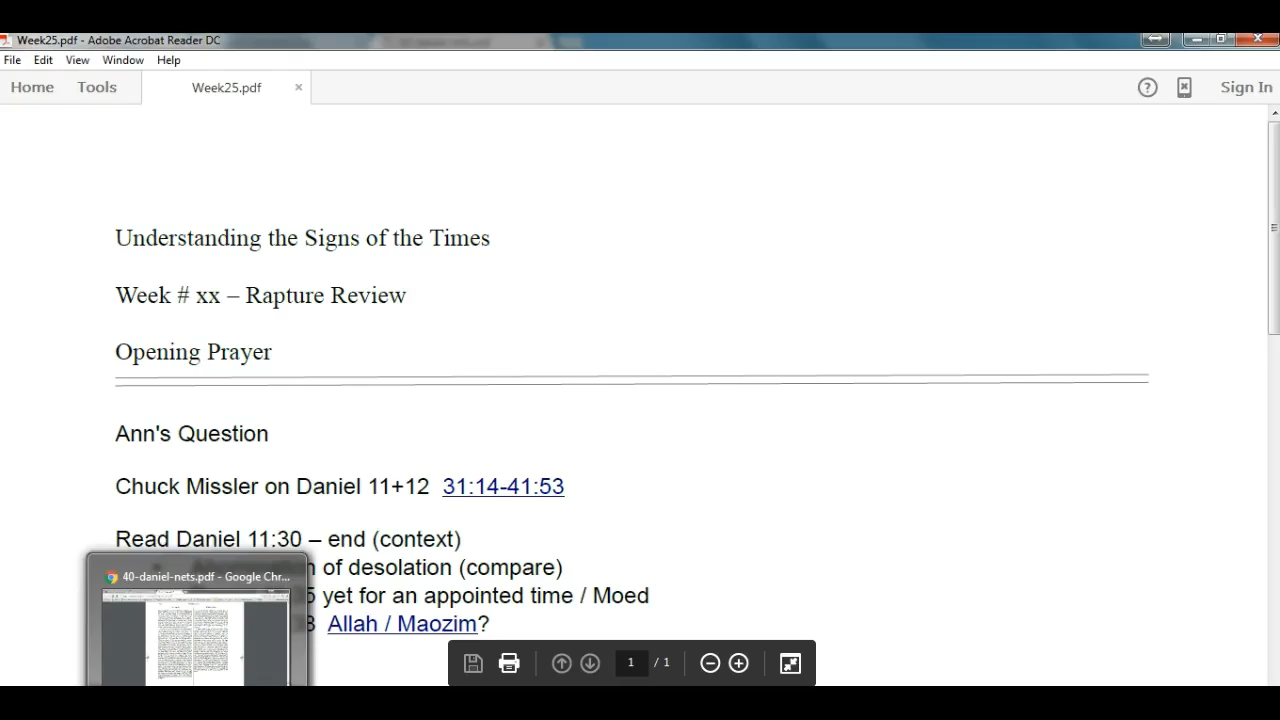 Week25.pdf - Adobe Acrobat Reader DC
File Edit View Window Help
Home Tools Week25.pdf × Sign In
Understanding the Signs of the Times
Week # xx – Rapture Review
Opening Prayer
Ann's Question
Chuck Missler on Daniel 11+12 31:14-41:53
Read Daniel 11:30 – end (context)
of desolation (compare)
yet for an appointed time / Moed
Allah / Maozim?
40-daniel-nets.pdf - Google Chr...
1 / 1